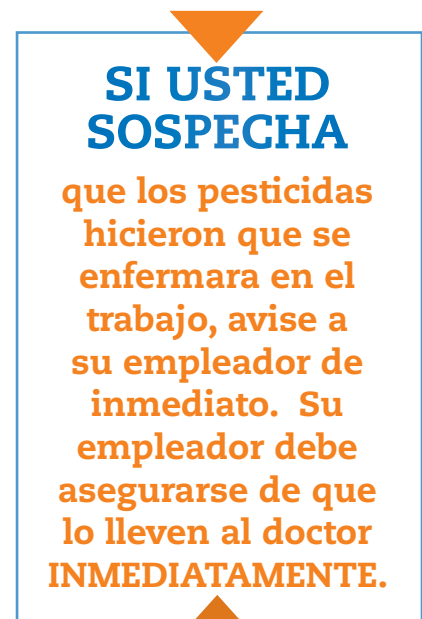 SI USTED
SOSPECHA
que los pesticidas
hicieron que se
enfermara en el
trabajo, avise a
su empleador de
inmediato.  Su
empleador debe
asegurarse de que
lo lleven al doctor
INMEDIATAMENTE.